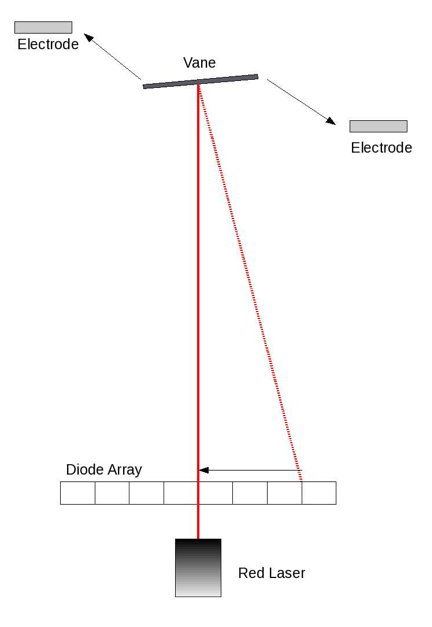 Electrode
Vane
Electrode
Diode Array
Red Laser